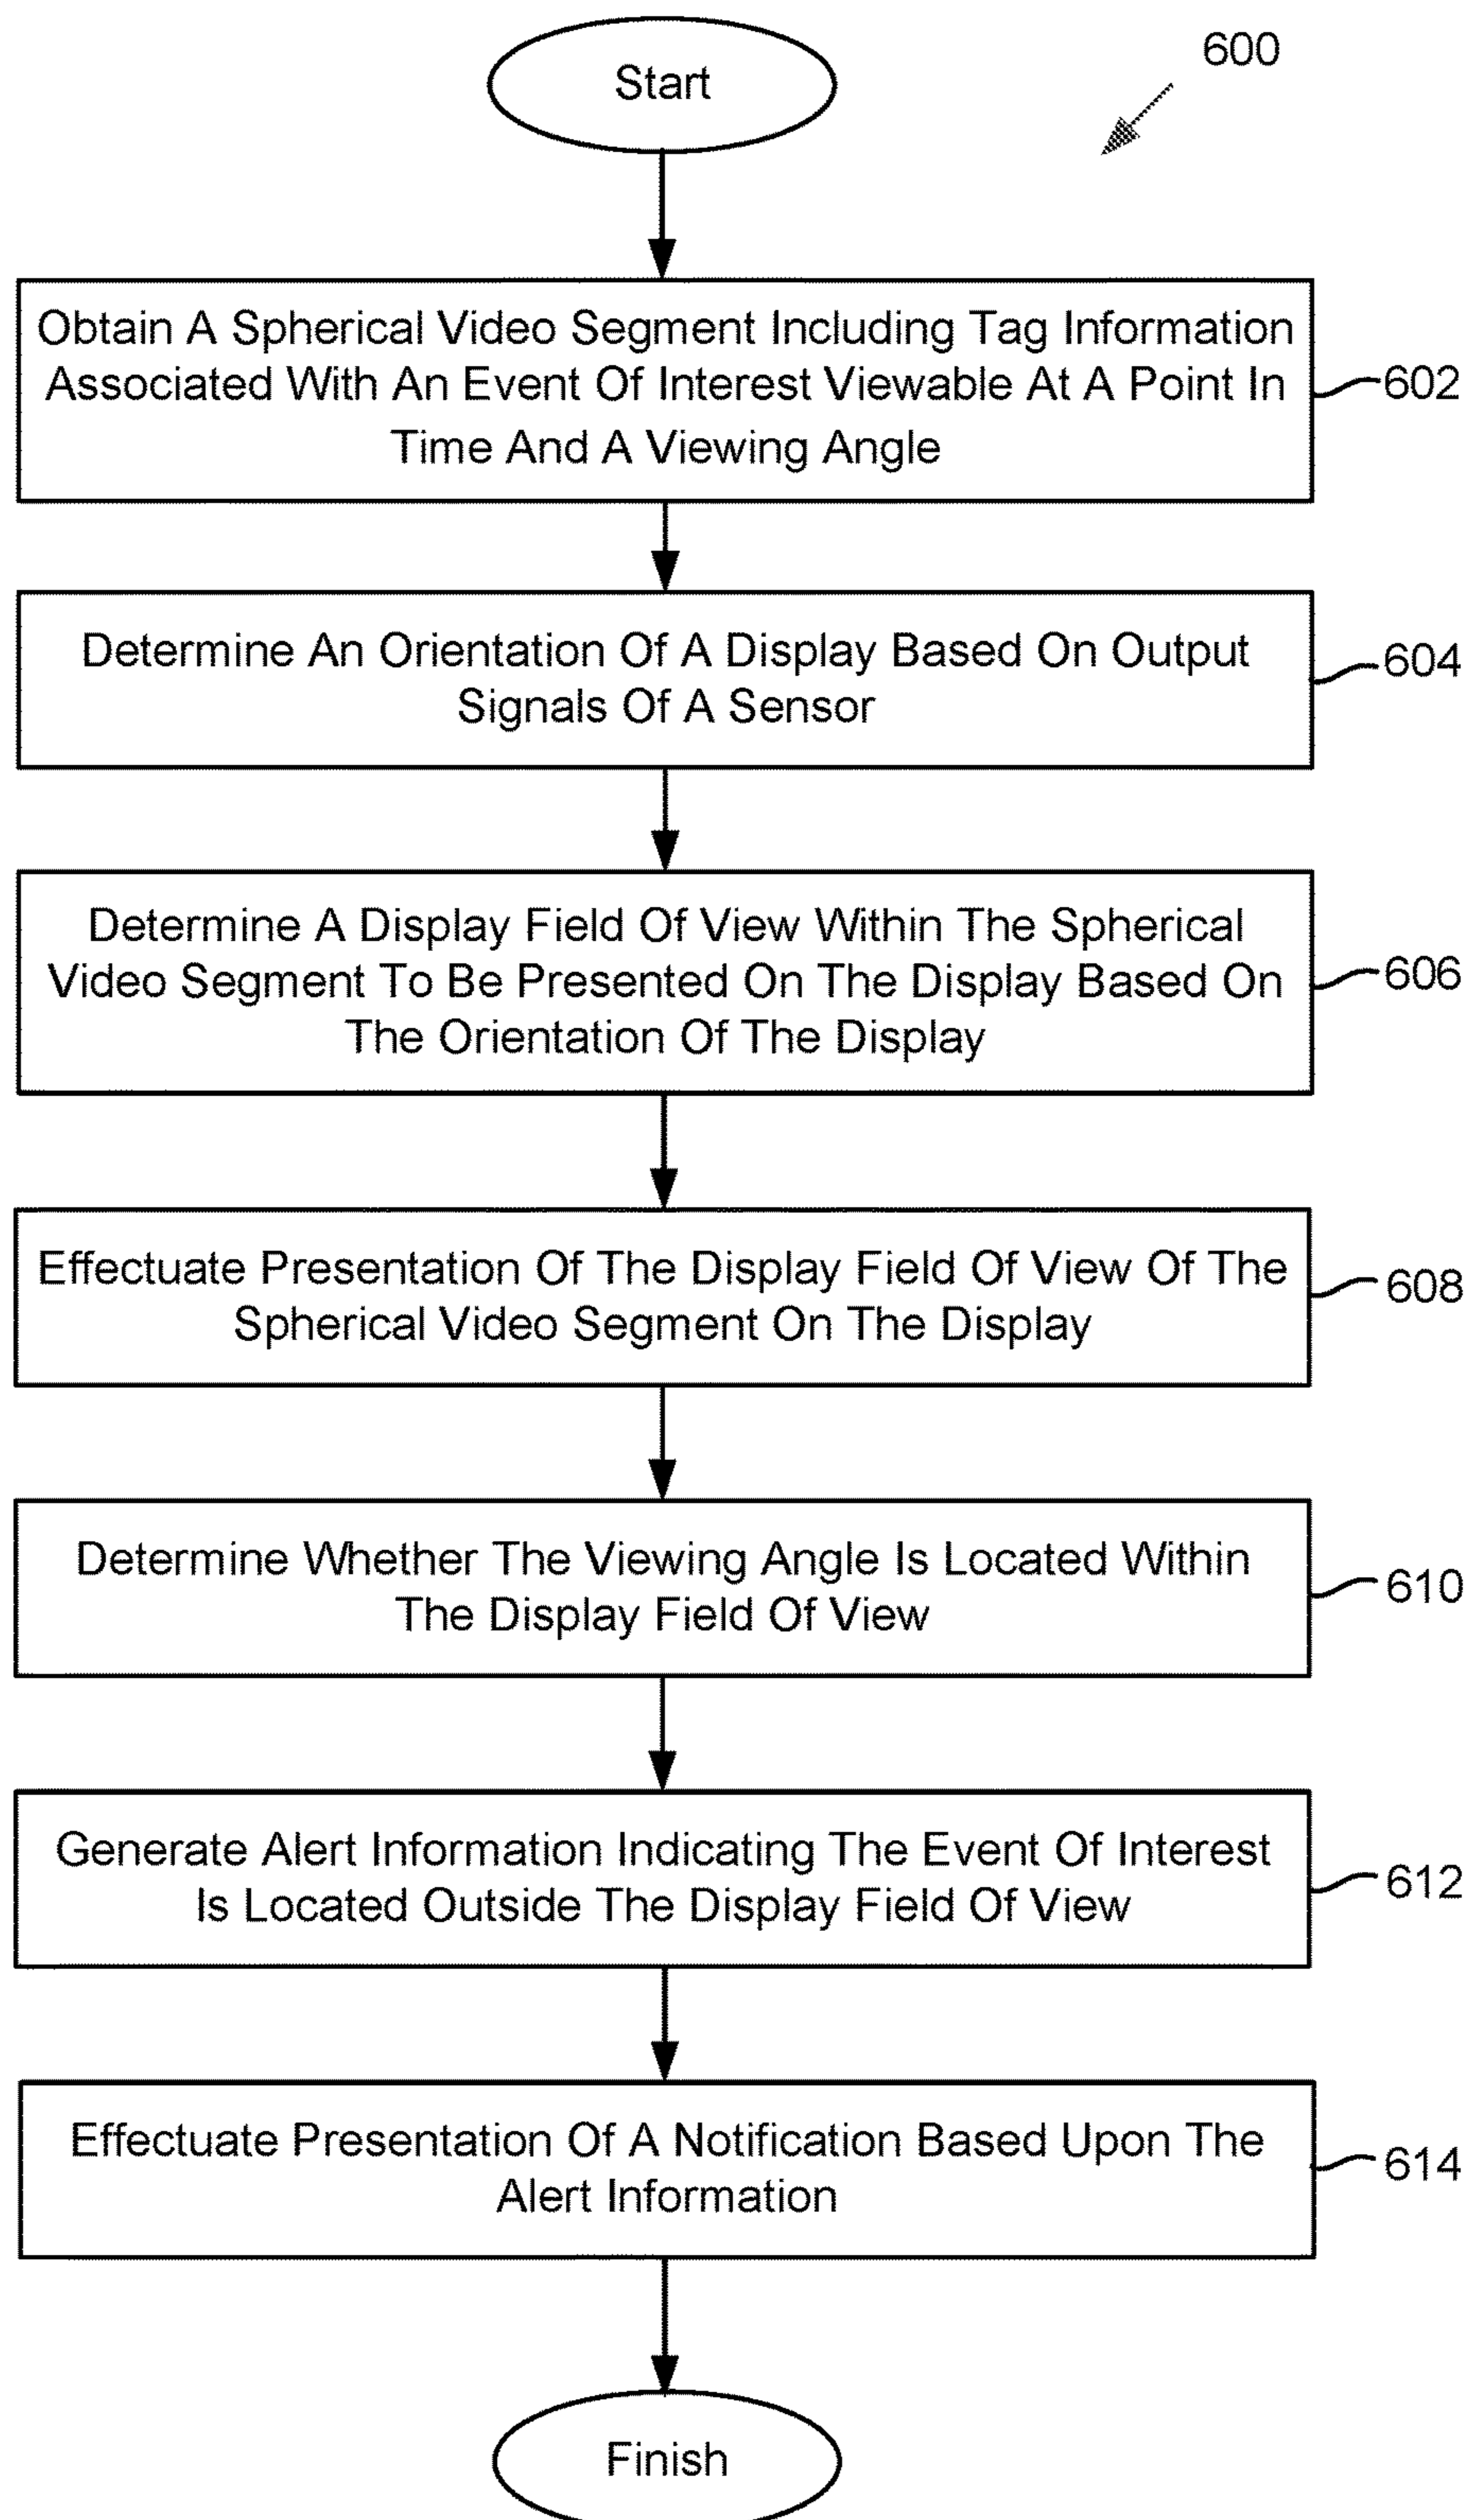 600
Start
Obtain A Spherical Video Segment Including Tag Information
Associated With An Event Of Interest Viewable At A Point In
Time And A Viewing Angle
602
Determine An Orientation Of A Display Based On Output
Signals Of A Sensor
604
Determine A Display Field Of View Within The Spherical
Video Segment To Be Presented On The Display Based On
The Orientation Of The Display
606
Effectuate Presentation Of The Display Field Of View Of The
Spherical Video Segment On The Display
608
Determine Whether The Viewing Angle Is Located Within
The Display Field Of View
610
Generate Alert Information Indicating The Event Of Interest
Is Located Outside The Display Field Of View
612
Effectuate Presentation Of A Notification Based Upon The
Alert Information
614
Finish